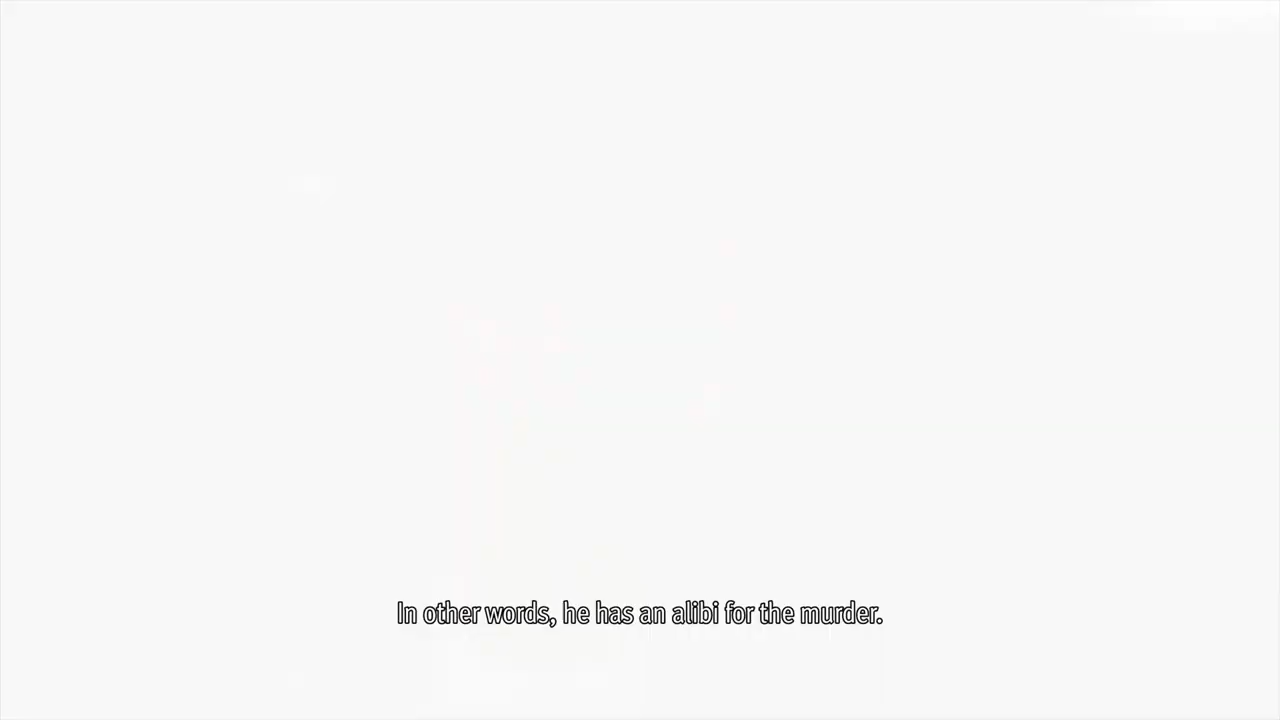 In other words, he has an alibi for the murder.